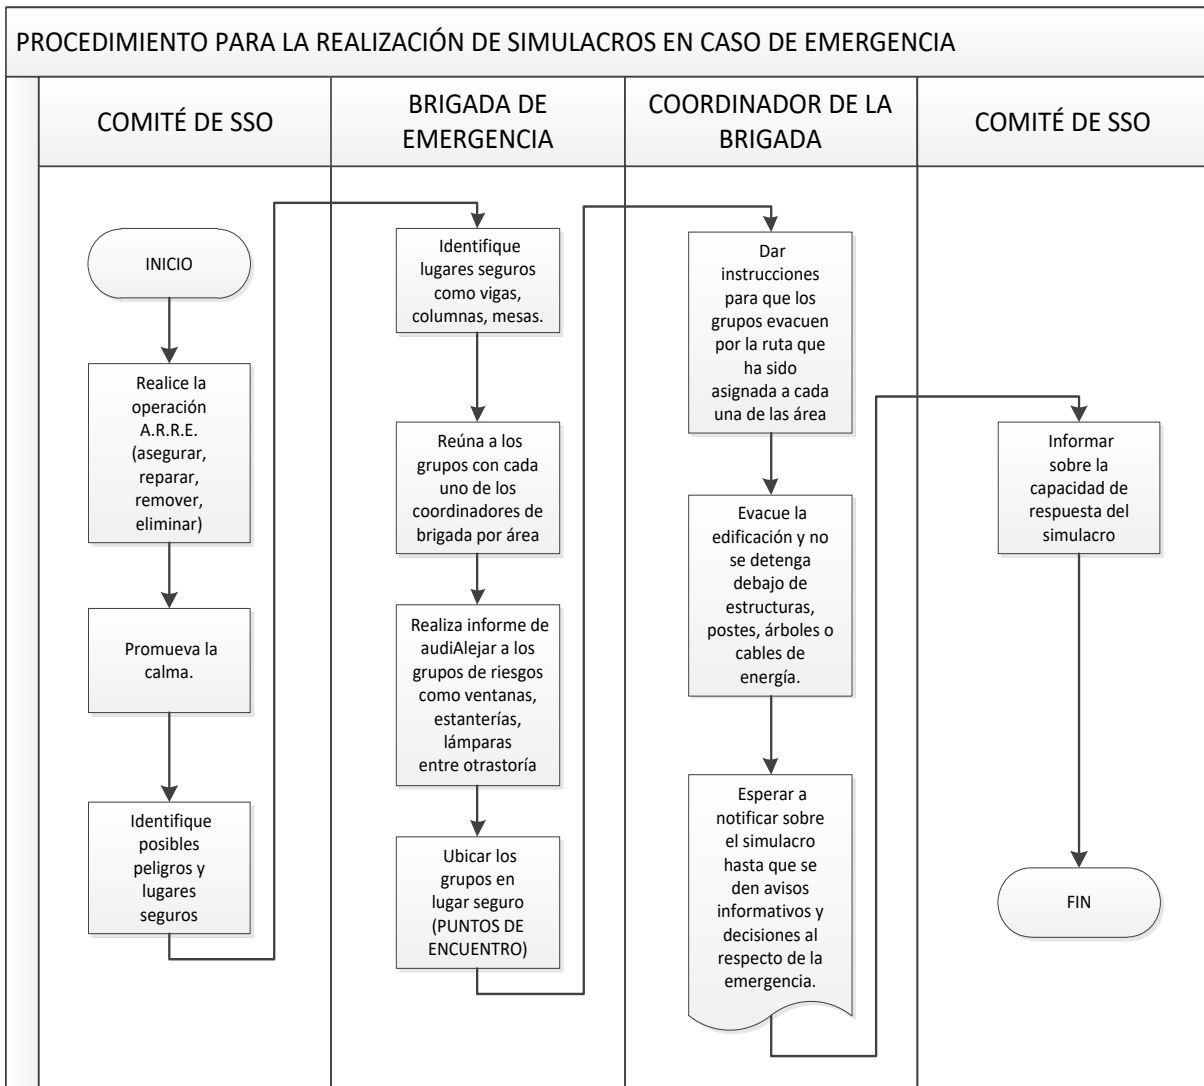 PROCEDIMIENTO PARA LA REALIZACIÓN DE SIMULACROS EN CASO DE EMERGENCIA
COMITÉ DE SSO
BRIGADA DE
EMERGENCIA
COORDINADOR DE LA
BRIGADA
COMITÉ DE SSO
INICIO
Realice la
operación
A.R.R.E.
(asegurar,
reparar,
remover,
eliminar)
Promueva la
calma.
Identifique
posibles
peligros y
lugares
seguros
Identifique
lugares seguros
como vigas,
columnas, mesas.
Reúna a los
grupos con cada
uno de los
coordinadores de
brigada por área
Realiza informe de
audiAlejar a los
grupos de riesgos
como ventanas,
estanterías,
lámparas
entre otrastoría
Ubicar los
grupos en
lugar seguro
(PUNTOS DE
ENCUENTRO)
Dar
instrucciones
para que los
grupos evacuen
por la ruta que
ha sido
asignada a cada
una de las área
Evacue la
edificación y no
se detenga
debajo de
estructuras,
postes, árboles o
cables de
energía.
Esperar a
notificar sobre
el simulacro
hasta que se
den avisos
informativos y
decisiones al
respecto de la
emergencia.
Informar
sobre la
capacidad de
respuesta del
simulacro
FIN